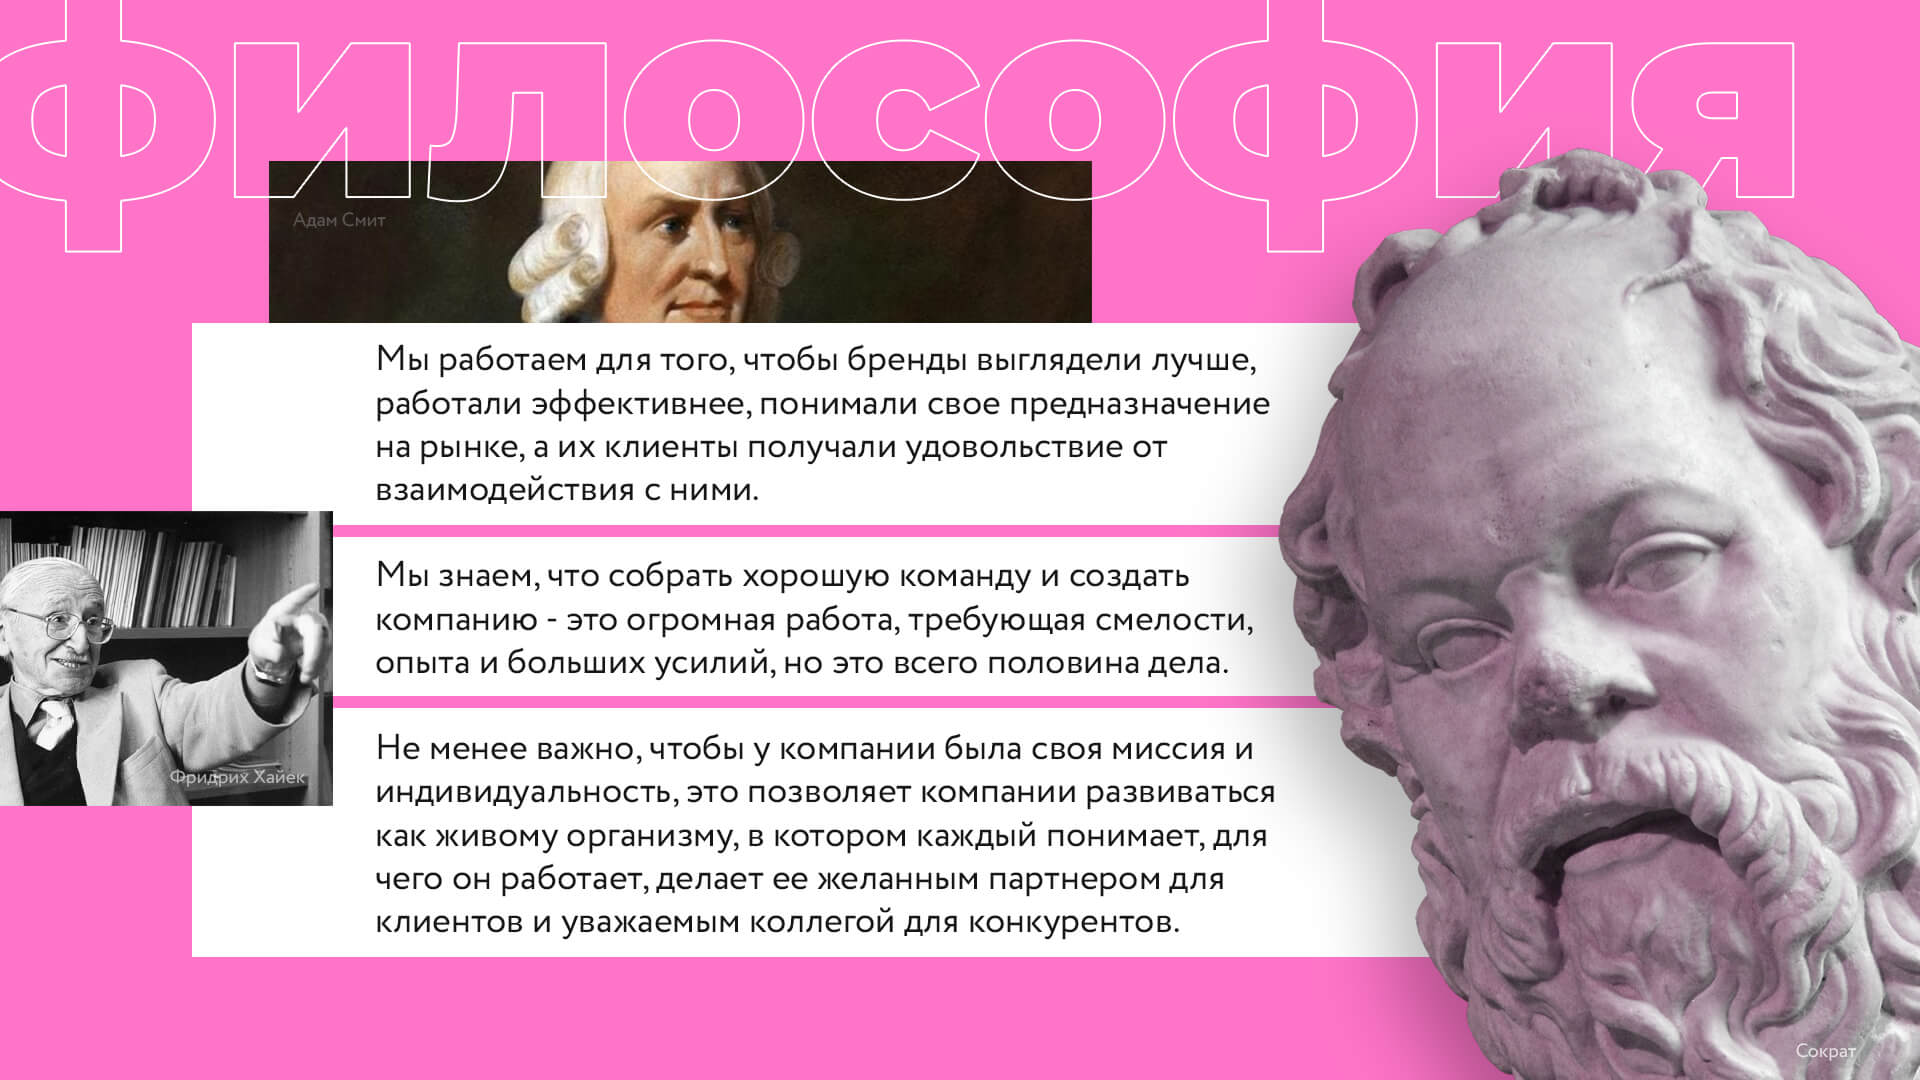 философия
Адам Смит
Мы работаем для того, чтобы бренды выглядели лучше,
работали эффективнее, понимали свое предназначение
на рынке, а их клиенты получали удовольствие от
взаимодействия с ними.
Мы знаем, что собрать хорошую команду и создать
компанию - это огромная работа, требующая смелости,
опыта и больших усилий, но это всего половина дела.
Фридрих Хайек
Не менее важно, чтобы у компании была своя миссия и
индивидуальность, это позволяет компании развиваться
как живому организму, в котором каждый понимает, для
чего он работает, делает ее желанным партнером для
клиентов и уважаемым коллегой для конкурентов.
Сократ